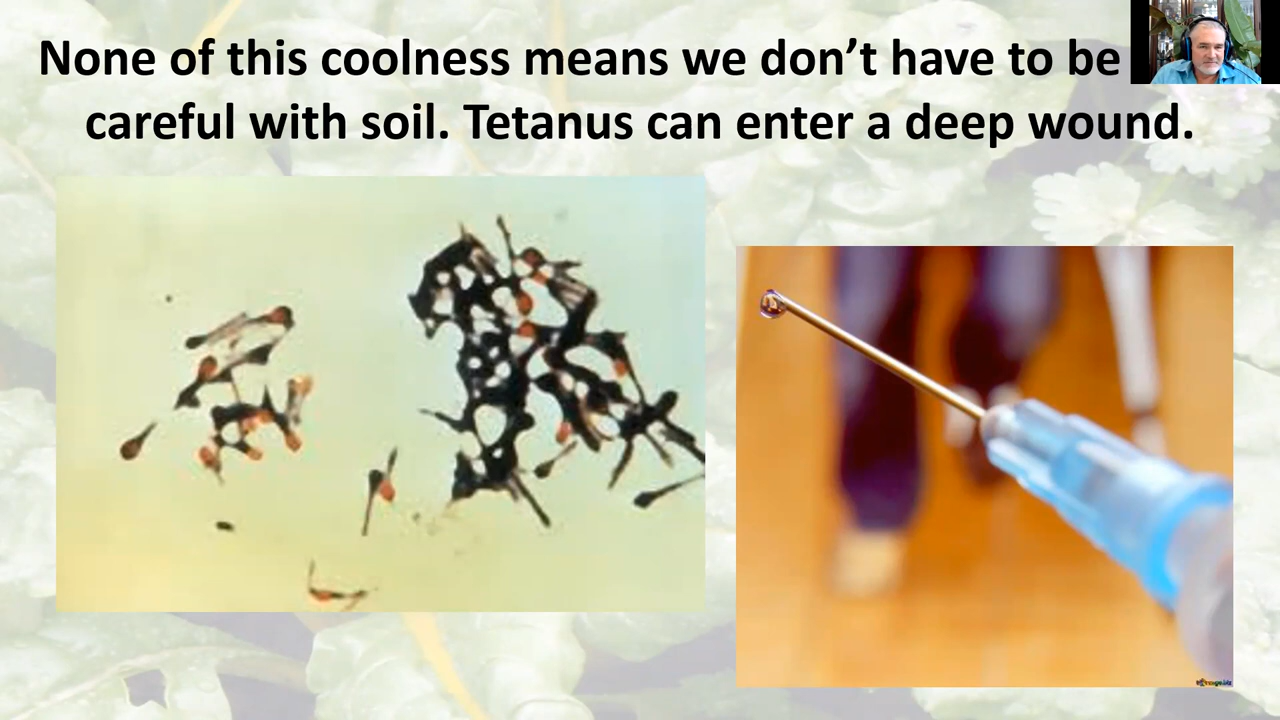 None of this coolness means we don’t have to be
careful with soil. Tetanus can enter a deep wound.